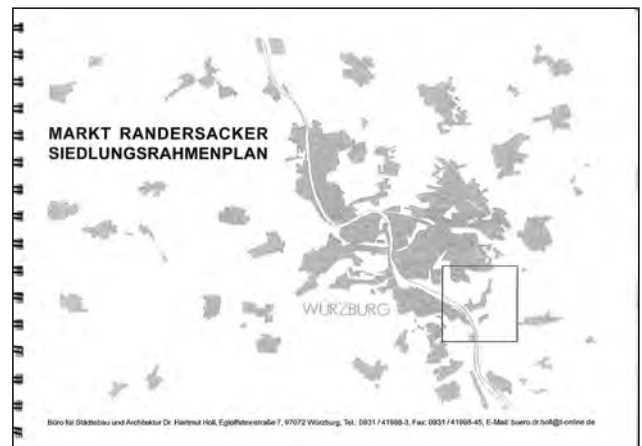 MARKT RANDERSACKER
SIEDLUNGSRAHMENPLAN
WÜRZBURG
Büro für Städtebau und Architektur Dr. Hartmut Holl, Egloffsteinstraße 7, 97072 Würzburg, Tel.: 0931 / 41998-3, Fax: 0931 / 41998-45, E-Mail: buero.dr.holl@t-online.de